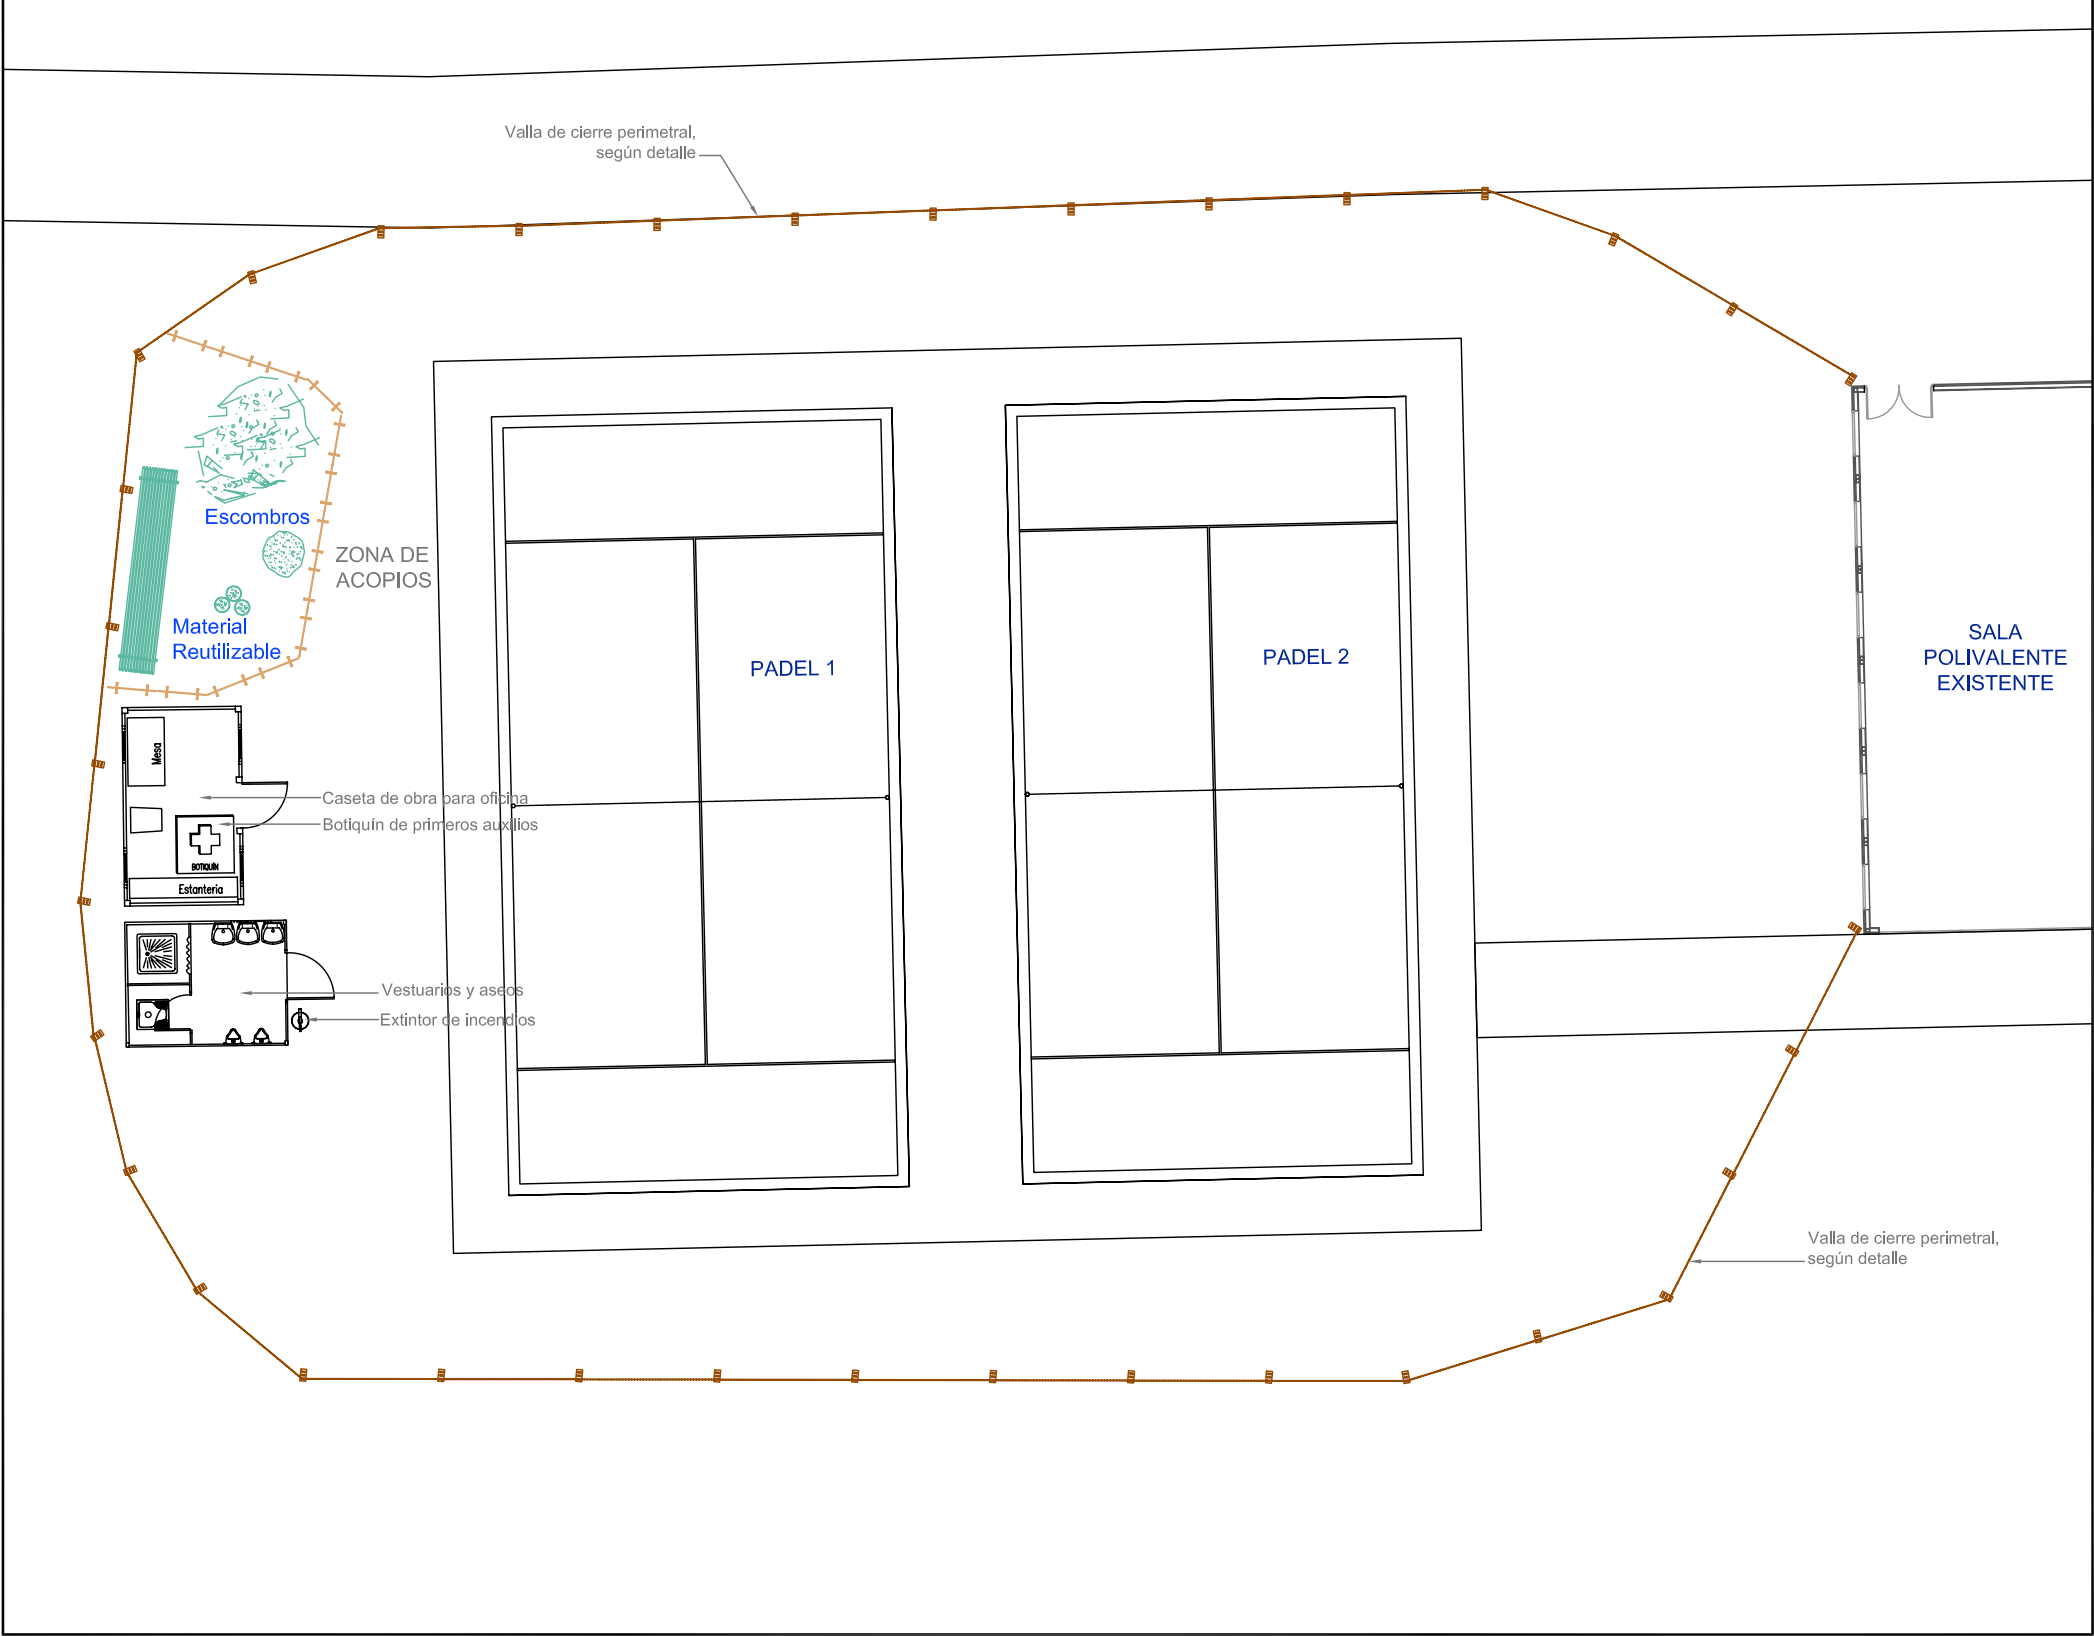 Valla de cierre perimetral,
según detalle
Escombros
ZONA DE
ACOPIOS
Material
Reutilizable
PADEL 1
PADEL 2
SALA
POLIVALENTE
EXISTENTE
Mesa
Caseta de obra para oficina
Botiquín de primeros auxilios
BOTIQUÍN
Estanteria
Vestuarios y aseos
Extintor de incendios
Valla de cierre perimetral,
según detalle